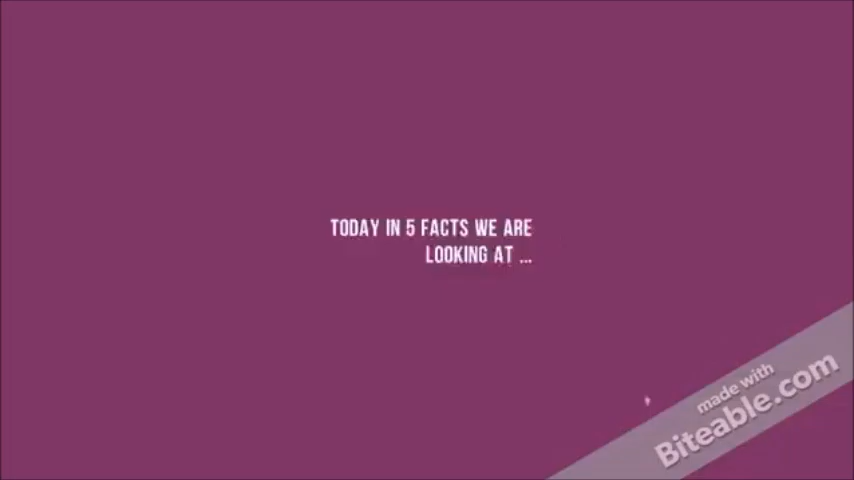 TODAY IN 5 FACTS WE ARE
LOOKING AT ...
made with
Biteable.com